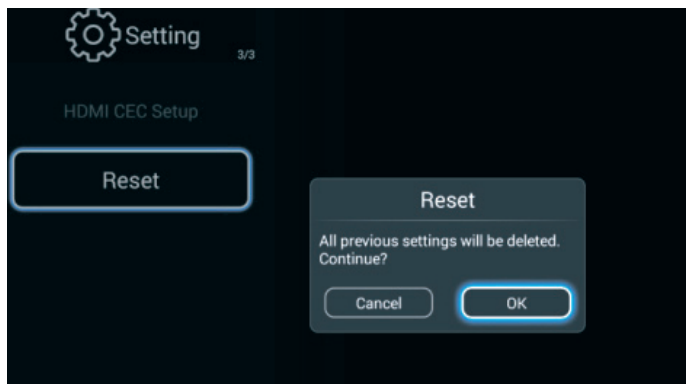 Setting
3/3
HDMI CEC Setup
Reset
Reset
All previous settings will be deleted.
Continue?
Cancel
OK